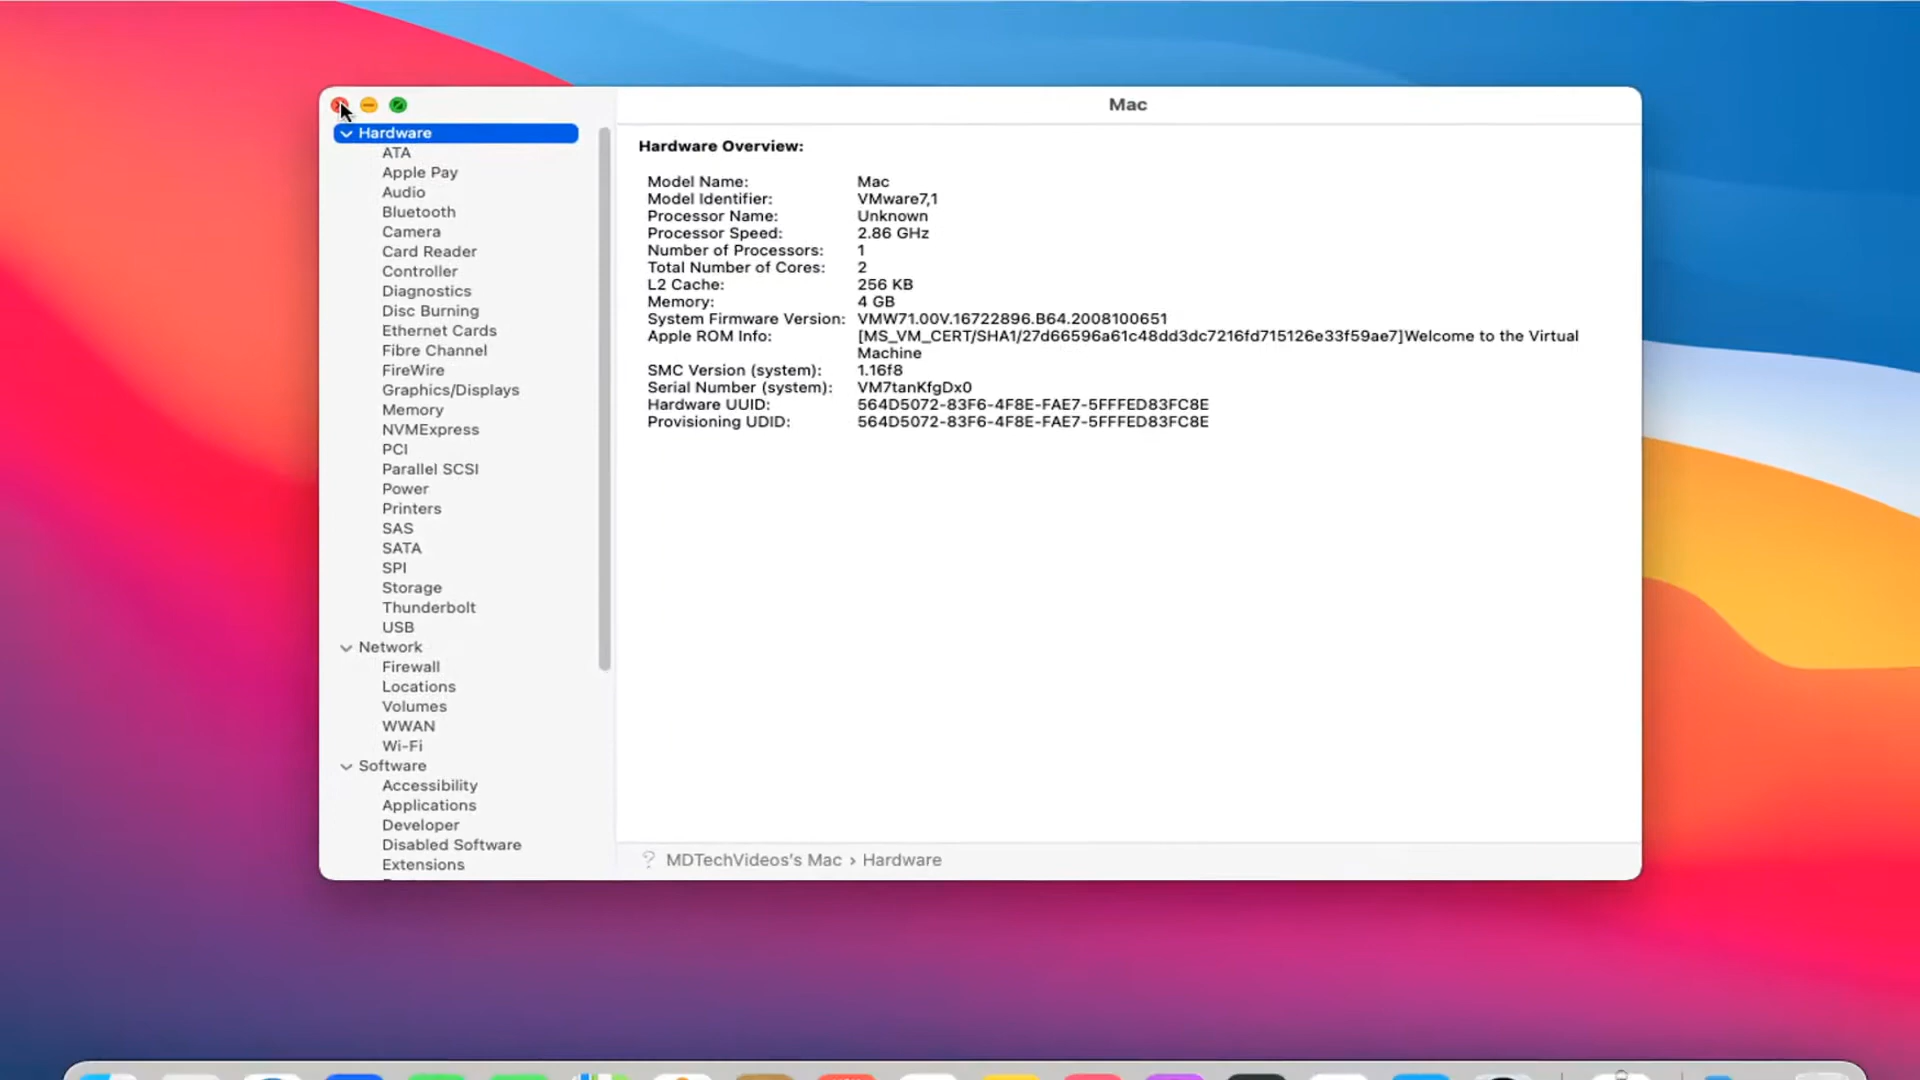 Mac
Hardware
ATA
Apple Pay
Audio
Bluetooth
Camera
Card Reader
Controller
Diagnostics
Disc Burning
Ethernet Cards
Fibre Channel
FireWire
Graphics/Displays
Memory
NVMExpress
PCI
Parallel SCSI
Power
Printers
SAS
SATA
SPI
Storage
Thunderbolt
USB
Network
Firewall
Locations
Volumes
WWAN
Wi-Fi
Software
Accessibility
Applications
Developer
Disabled Software
Extensions
Hardware Overview:
Model Name: Mac
Model Identifier: VMware7,1
Processor Name: Unknown
Processor Speed: 2.86 GHz
Number of Processors: 1
Total Number of Cores: 2
L2 Cache: 256 KB
Memory: 4 GB
System Firmware Version: VMW71.00V.16722896.B64.2008100651
Apple ROM Info: [MS_VM_CERT/SHA1/27d66596a61c48dd3dc7216fd715126e33f59ae7]Welcome to the Virtual
Machine
SMC Version (system): 1.16f8
Serial Number (system): VM7tanKfgDx0
Hardware UUID: 564D5072-83F6-4F8E-FAE7-5FFFED83FC8E
Provisioning UDID: 564D5072-83F6-4F8E-FAE7-5FFFED83FC8E
? MDTechVideos's Mac › Hardware